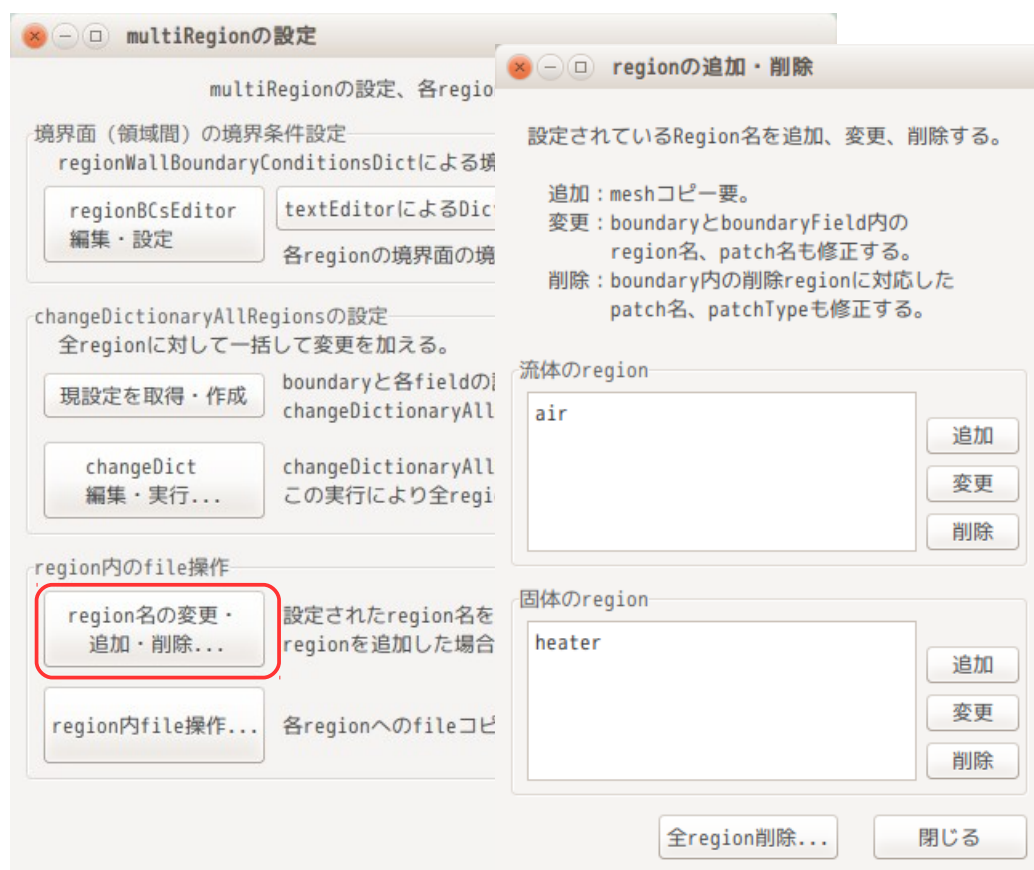 multiRegionの設定
multiRegionの設定、各regio
境界面（領域間）の境界条件設定
regionWallBoundaryConditionsDictによる境
regionBCsEditor
編集・設定
textEditorによるDic
各regionの境界面の境
changeDictionaryAllRegionsの設定
全regionに対して一括して変更を加える。
現設定を取得・作成
boundaryと各fieldの
changeDictionaryAll
changeDict
編集・実行...
changeDictionaryAll
この実行により全regi
region内のfile操作
region名の変更・
追加・削除...
設定されたregion名を
regionを追加した場合
region内file操作...
各regionへのfileコピ
regionの追加・削除
設定されているRegion名を追加、変更、削除する。
追加：meshコピー要。
変更：boundaryとboundaryField内の
region名、patch名も修正する。
削除：boundary内の削除regionに対応した
patch名、patchTypeも修正する。
流体のregion
air
追加
変更
削除
固体のregion
heater
追加
変更
削除
全region削除...
閉じる